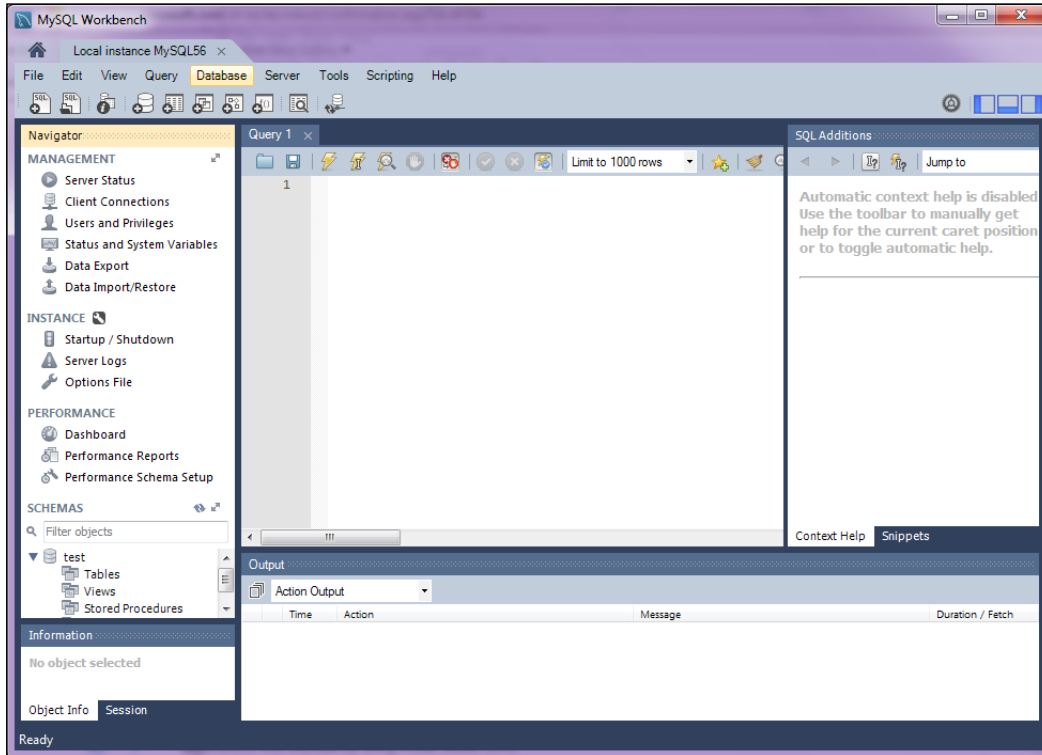 MySQL Workbench
Local instance MySQL56
File Edit View Query Database Server Tools Scripting Help
Navigator
MANAGEMENT
Server Status
Client Connections
Users and Privileges
Status and System Variables
Data Export
Data Import/Restore
INSTANCE
Startup / Shutdown
Server Logs
Options File
PERFORMANCE
Dashboard
Performance Reports
Performance Schema Setup
SCHEMAS
Filter objects
test
Tables
Views
Stored Procedures
Information
No object selected
Object Info Session
Query 1
Limit to 1000 rows
1
SQL Additions
Jump to
Automatic context help is disabled
Use the toolbar to manually get
help for the current caret position
or to toggle automatic help.
Context Help Snippets
Output
Action Output
Time Action Message Duration / Fetch
Ready